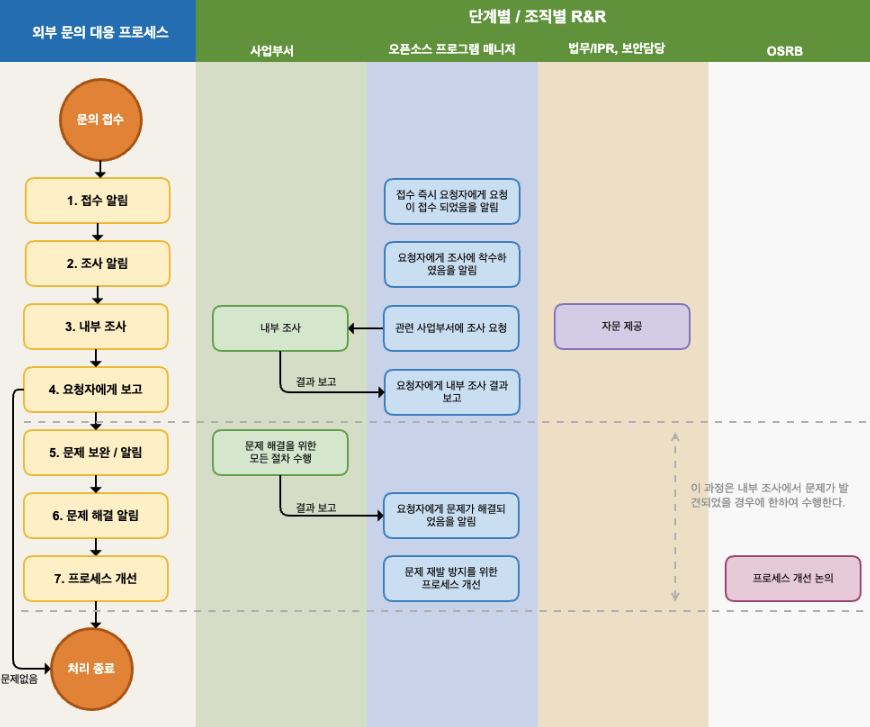 외부 문의 대응 프로세스
단계별 / 조직별 R&R
사업부서
오픈소스 프로그램 매니저
법무/IPR, 보안담당
OSRB
문의 접수
1. 접수 알림
접수 즉시 요청자에게 요청
이 접수 되었음을 알림
2. 조사 알림
요청자에게 조사에 착수하
였음을 알림
3. 내부 조사
내부 조사
관련 사업부서에 조사 요청
자문 제공
4. 요청자에게 보고
결과 보고
요청자에게 내부 조사 결과
보고
5. 문제 보완 / 알림
문제 해결을 위한
모든 절차 수행
이 과정은 내부 조사에서 문제가 발
견되었을 경우에 한하여 수행한다.
6. 문제 해결 알림
결과 보고
요청자에게 문제가 해결되
었음을 알림
7. 프로세스 개선
문제 재발 방지를 위한
프로세스 개선
프로세스 개선 논의
처리 종료
문제없음